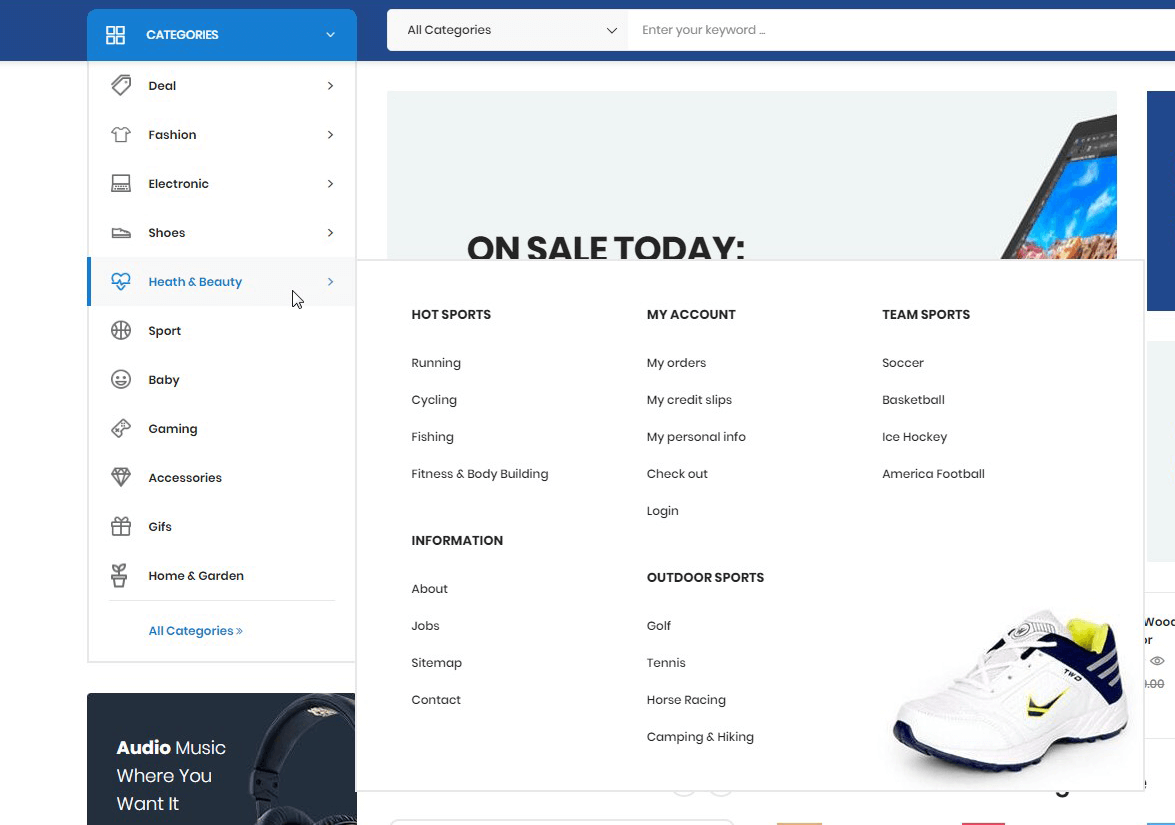 CATEGORIES
All Categories
Enter your keyword ...
Deal
Fashion
Electronic
Shoes
Heath & Beauty
Sport
Baby
Gaming
Accessories
Gifs
Home & Garden
All Categories »
Audio Music
Where You
Want It
ON SALE TODAY:
HOT SPORTS
Running
Cycling
Fishing
Fitness & Body Building
INFORMATION
About
Jobs
Sitemap
Contact
MY ACCOUNT
My orders
My credit slips
My personal info
Check out
Login
OUTDOOR SPORTS
Golf
Tennis
Horse Racing
Camping & Hiking
TEAM SPORTS
Soccer
Basketball
Ice Hockey
America Football
TWD